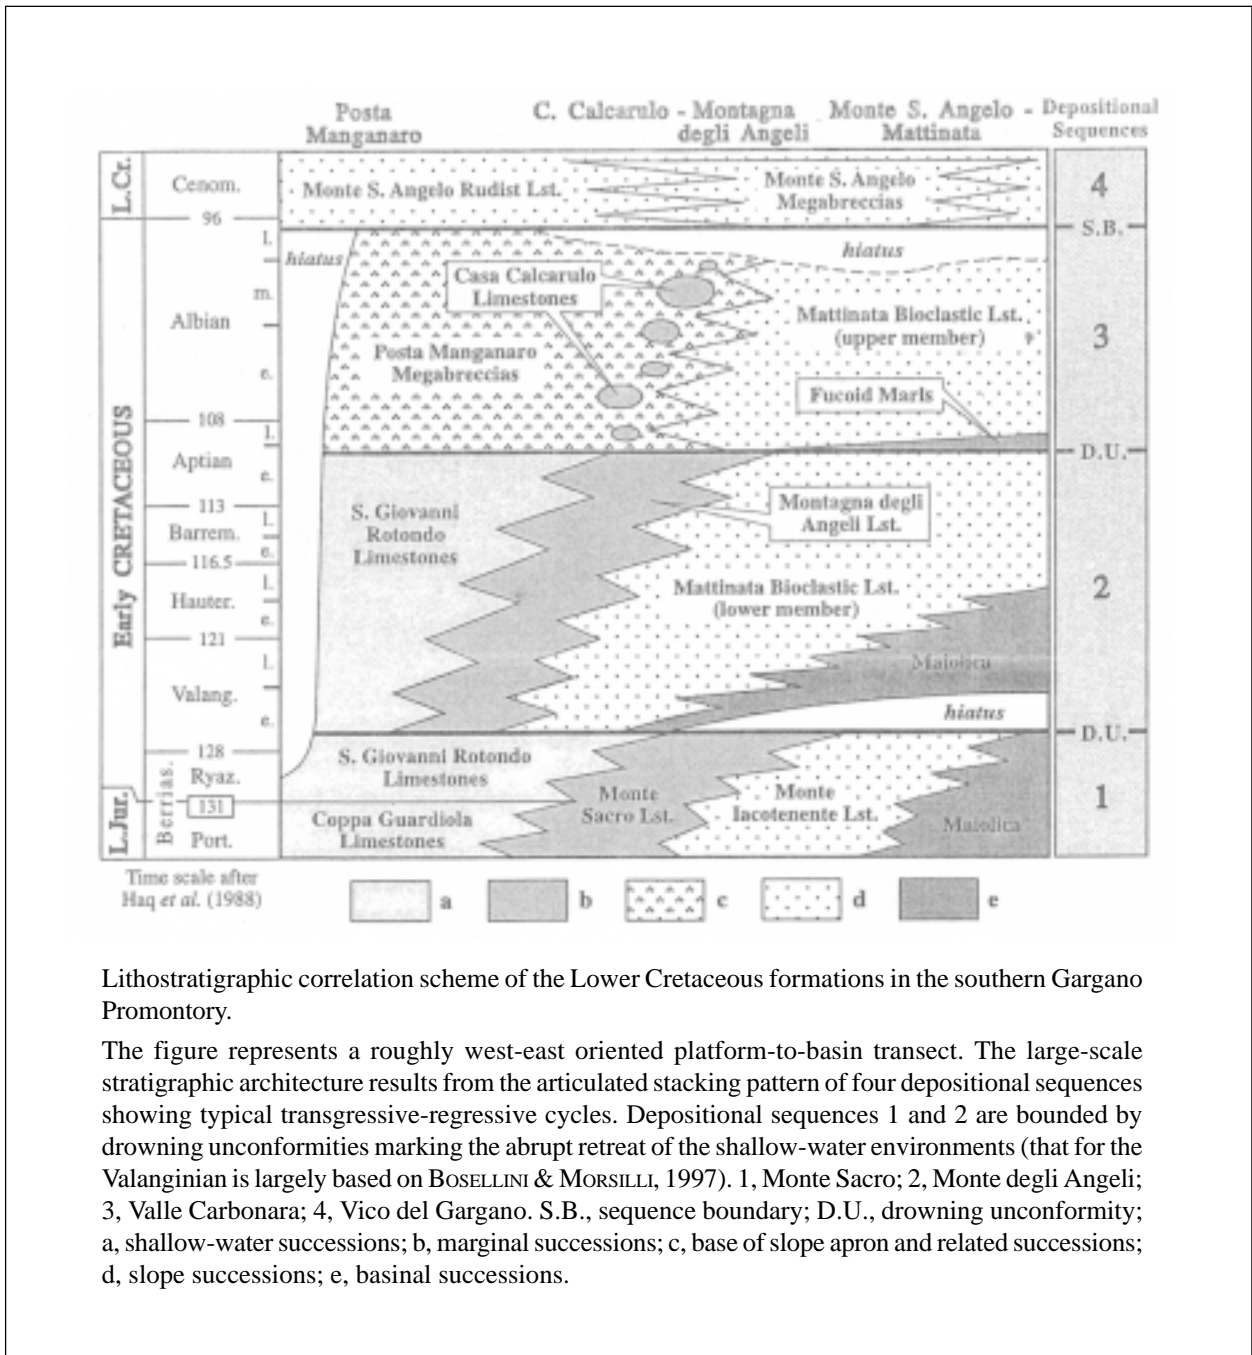 Posta
Manganaro
C. Calcarulo - Montagna
degli Angeli
Monte S. Angelo -
Mattinata
Depositional
Sequences
L.Cr.
Cenom.
96
Monte S. Angelo Rudist Lst.
Monte S. Angelo
Megabreccias
4
S.B.
Early CRETACEOUS
Albian
l.
m.
e.
hiatus
hiatus
Casa Calcarulo
Limestones
Posta Manganaro
Megabreccias
Mattinata Bioclastic Lst.
(upper member)
Fucoid Marls
3
108
Aptian
l.
e.
D.U.
113
Barrem.
l.
e.
116.5
Hauter.
l.
e.
121
Valang.
l.
e.
S. Giovanni
Rotondo
Limestones
Montagna degli
Angeli Lst.
Mattinata Bioclastic Lst.
(lower member)
Maiolica
hiatus
2
D.U.
128
L.Jur.
Berrias.
Ryaz.
131
Port.
S. Giovanni Rotondo
Limestones
Coppa Guardiola
Limestones
Monte
Sacro Lst.
Monte
Iacotenente Lst.
Maiolica
1
Time scale after
Haq et al. (1988)
a
b
c
d
e
Lithostratigraphic correlation scheme of the Lower Cretaceous formations in the southern Gargano
Promontory.
The figure represents a roughly west-east oriented platform-to-basin transect. The large-scale
stratigraphic architecture results from the articulated stacking pattern of four depositional sequences
showing typical transgressive-regressive cycles. Depositional sequences 1 and 2 are bounded by
drowning unconformities marking the abrupt retreat of the shallow-water environments (that for the
Valanginian is largely based on BOSELLINI & MORSILLI, 1997). 1, Monte Sacro; 2, Monte degli Angeli;
3, Valle Carbonara; 4, Vico del Gargano. S.B., sequence boundary; D.U., drowning unconformity;
a, shallow-water successions; b, marginal successions; c, base of slope apron and related successions;
d, slope successions; e, basinal successions.